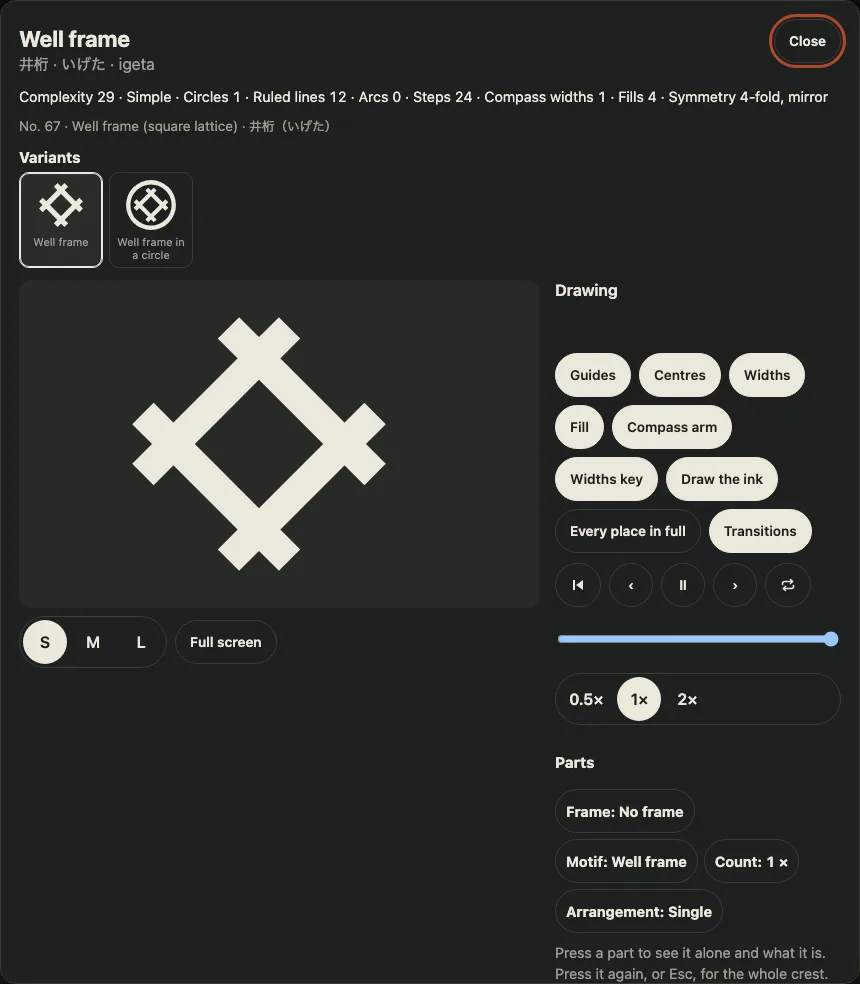 Well frame
井桁 · いげた · igeta
Close
Complexity 29 · Simple · Circles 1 · Ruled lines 12 · Arcs 0 · Steps 24 · Compass widths 1 · Fills 4 · Symmetry 4-fold, mirror
No. 67 · Well frame (square lattice) · 井桁（いげた）
Variants
Well frame
Well frame in
a circle
Drawing
Guides
Centres
Widths
Fill
Compass arm
Widths key
Draw the ink
Every place in full
Transitions
S
M
L
Full screen
0.5×
1×
2×
Parts
Frame: No frame
Motif: Well frame
Count: 1 ×
Arrangement: Single
Press a part to see it alone and what it is.
Press it again, or Esc, for the whole crest.